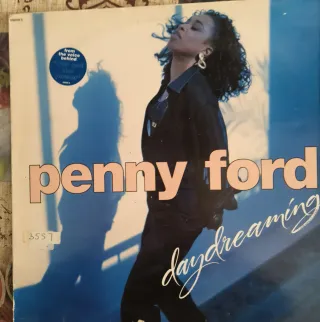 from
the voice
behind
penny ford
3557
daydreaming